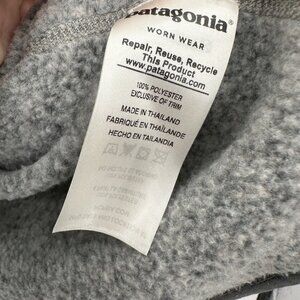 patagonia®
WORN WEAR
Repair, Reuse, Recycle
This Product
www.patagonia.com
100% POLYESTER
EXCLUSIVE OF TRIM
MADE IN THAILAND
FABRIQUÉ EN THAÏLANDE
HECHO EN TAILANDIA